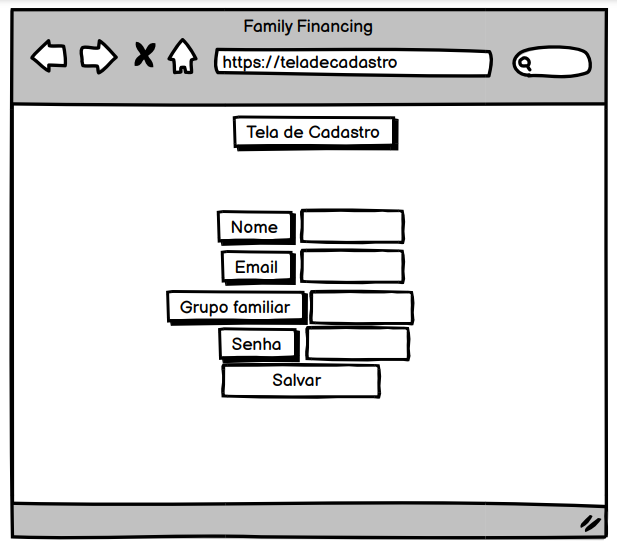 Family Financing
https://teladecadastro
Tela de Cadastro
Nome
Email
Grupo familiar
Senha
Salvar